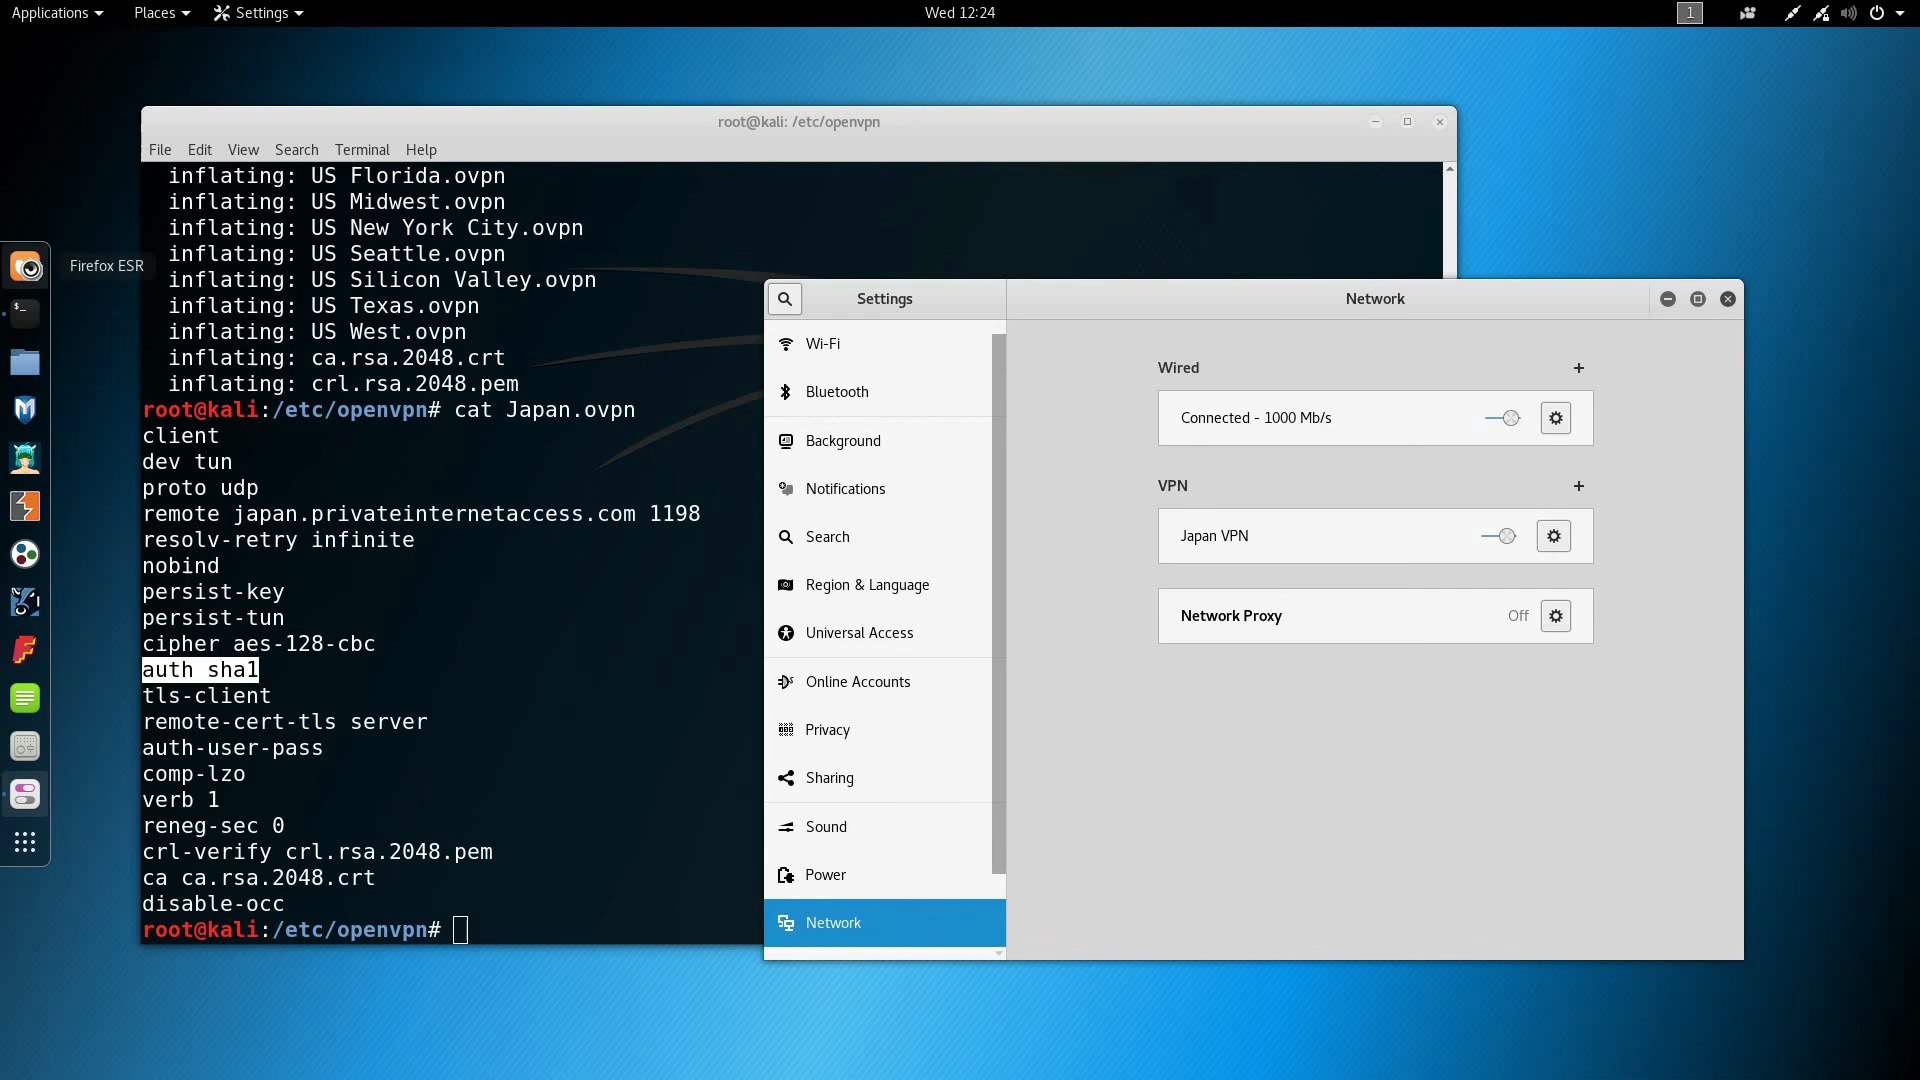 Applications Places Settings Wed 12:24 1
root@kali: /etc/openvpn
File Edit View Search Terminal Help
inflating: US Florida.ovpn
inflating: US Midwest.ovpn
inflating: US New York City.ovpn
inflating: US Seattle.ovpn
inflating: US Silicon Valley.ovpn
inflating: US Texas.ovpn
inflating: US West.ovpn
inflating: ca.rsa.2048.crt
inflating: crl.rsa.2048.pem
root@kali:/etc/openvpn# cat Japan.ovpn
client
dev tun
proto udp
remote japan.privateinternetaccess.com 1198
resolv-retry infinite
nobind
persist-key
persist-tun
cipher aes-128-cbc
auth sha1
tls-client
remote-cert-tls server
auth-user-pass
comp-lzo
verb 1
reneg-sec 0
crl-verify crl.rsa.2048.pem
ca ca.rsa.2048.crt
disable-occ
root@kali:/etc/openvpn#
Firefox ESR
Settings
Wi-Fi
Bluetooth
Background
Notifications
Search
Region & Language
Universal Access
Online Accounts
Privacy
Sharing
Sound
Power
Network
Network
Wired +
Connected - 1000 Mb/s
VPN +
Japan VPN
Network Proxy Off